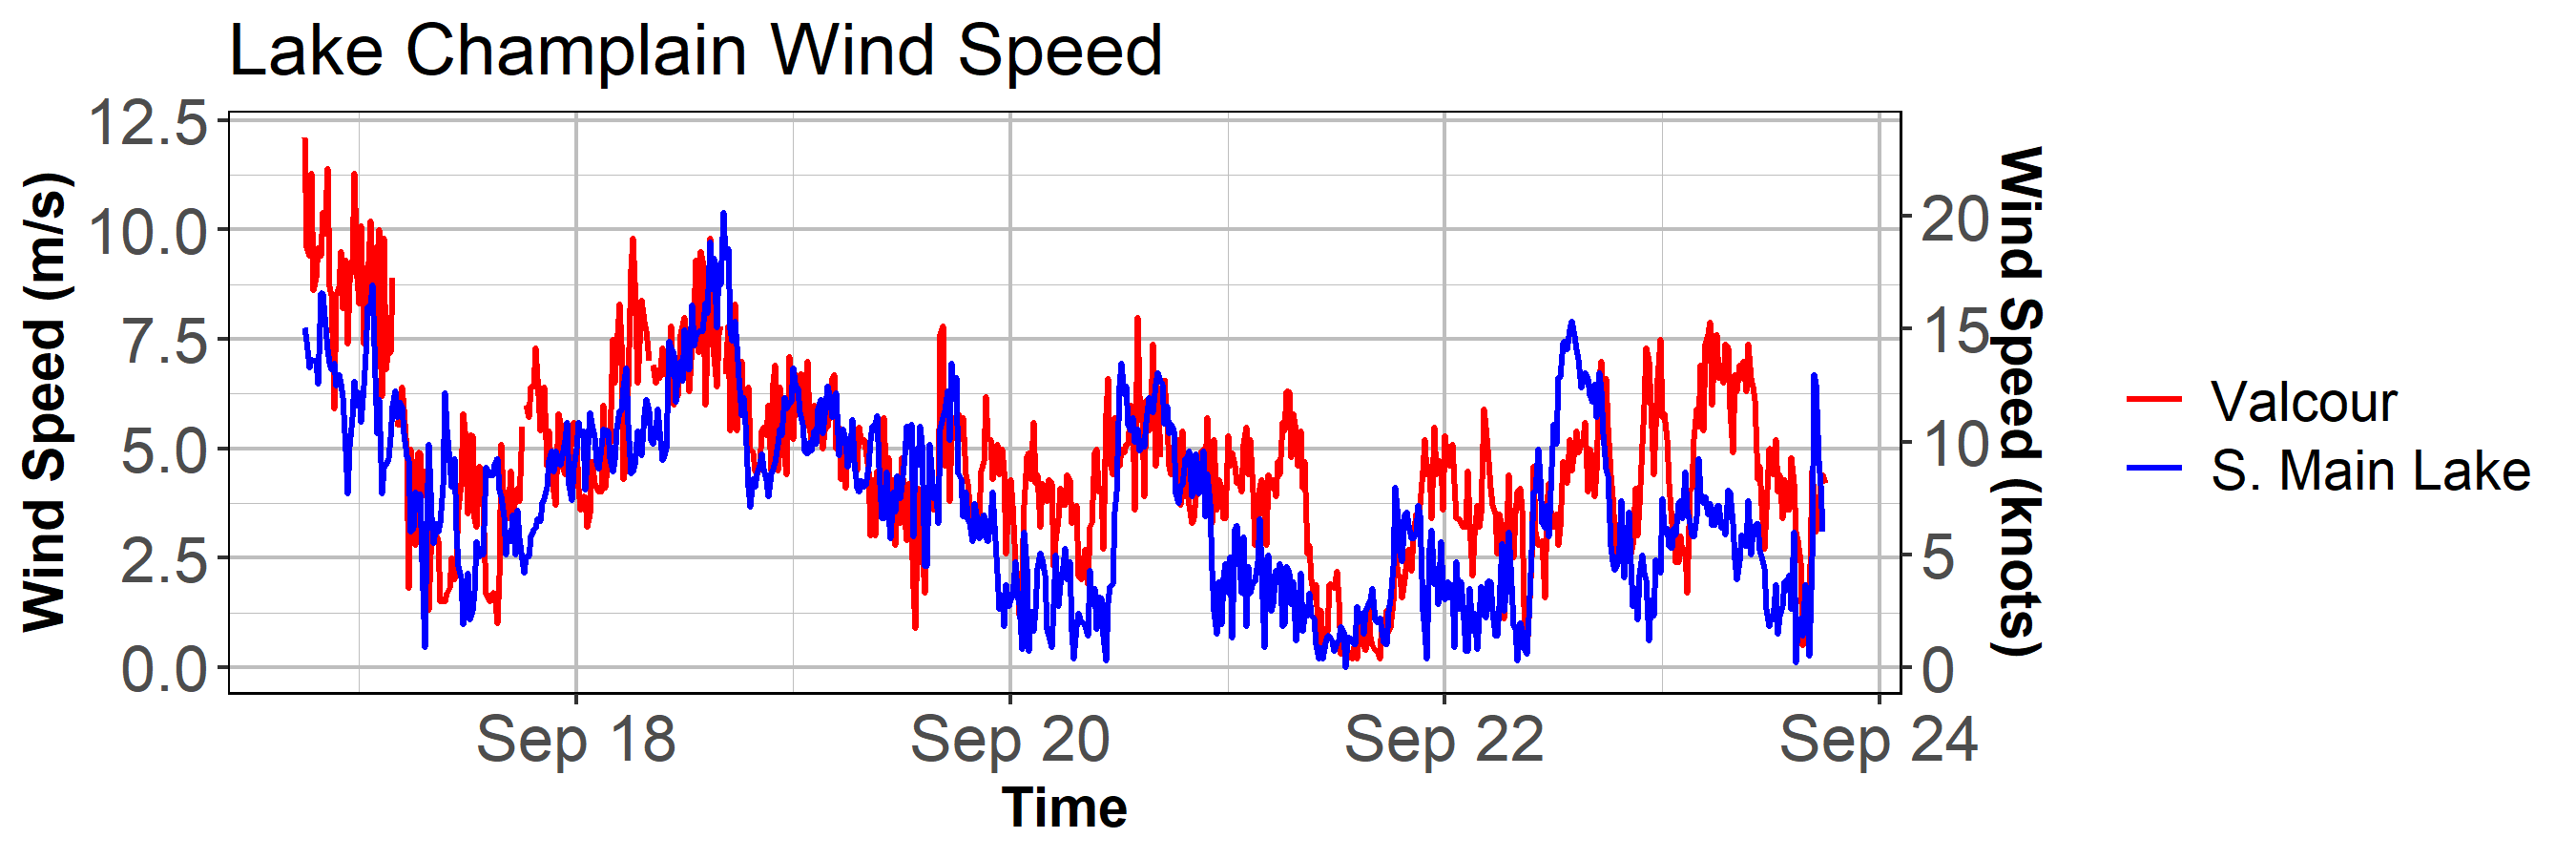 Lake Champlain Wind Speed
Wind Speed (m/s)
12.5
10.0
7.5
5.0
2.5
0.0
Sep 18
Sep 20
Sep 22
Sep 24
Time
20
15
10
5
0
Wind Speed (knots)
Valcour
S. Main Lake